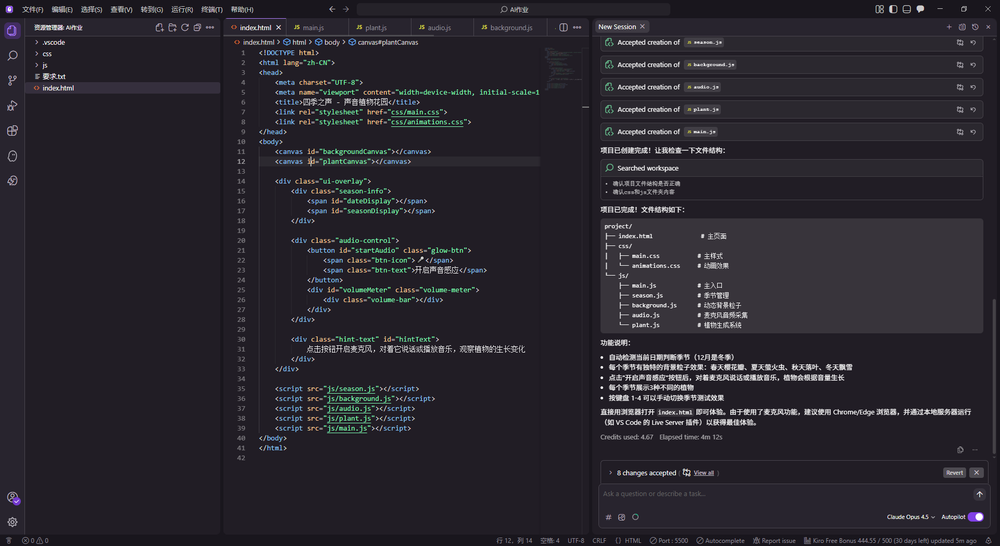 文件(F) 编辑(E) 选择(S) 查看(V) 转到(G) 运行(R) 终端(T) 帮助(H)
AI作业
资源管理器: AI作业
.vscode
css
js
要求.txt
index.html
index.html
JS main.js
JS plant.js
JS audio.js
JS background.js
index.html > html > body > canvas#plantCanvas
1 <!DOCTYPE html>
2 <html lang="zh-CN">
3 <head>
4 <meta charset="UTF-8">
5 <meta name="viewport" content="width=device-width, initial-scale=1
6 <title>四季之声 - 声音植物花园</title>
7 <link rel="stylesheet" href="css/main.css">
8 <link rel="stylesheet" href="css/animations.css">
9 </head>
10 <body>
11 <canvas id="backgroundCanvas"></canvas>
12 <canvas id="plantCanvas"></canvas>
13
14 <div class="ui-overlay">
15 <div class="season-info">
16 <span id="dateDisplay"></span>
17 <span id="seasonDisplay"></span>
18 </div>
19
20 <div class="audio-control">
21 <button id="startAudio" class="glow-btn">
22 <span class="btn-icon">🎤</span>
23 <span class="btn-text">开启声音感应</span>
24 </button>
25 <div id="volumeMeter" class="volume-meter">
26 <div class="volume-bar"></div>
27 </div>
28 </div>
29
30 <div class="hint-text" id="hintText">
31 点击按钮开启麦克风，对着它说话或播放音乐，观察植物的生长变化
32 </div>
33 </div>
34
35 <script src="js/season.js"></script>
36 <script src="js/background.js"></script>
37 <script src="js/audio.js"></script>
38 <script src="js/plant.js"></script>
39 <script src="js/main.js"></script>
40 </body>
41 </html>
42
New Session
Accepted creation of JS season.js
Accepted creation of JS background.js
Accepted creation of JS audio.js
Accepted creation of JS plant.js
Accepted creation of JS main.js
项目已创建完成！让我检查一下文件结构：
Searched workspace
• 确认项目文件结构是否正确
• 确认css和js文件夹内容
项目已完成！文件结构如下：
project/
├── index.html # 主页面
├── css/
│   ├── main.css # 主样式
│   └── animations.css # 动画效果
└── js/
    ├── main.js # 主入口
    ├── season.js # 季节管理
    ├── background.js # 动态背景粒子
    ├── audio.js # 麦克风音频采集
    └── plant.js # 植物生成系统
功能说明：
• 自动检测当前日期判断季节（12月是冬季）
• 每个季节有独特的背景粒子效果：春天樱花瓣、夏天萤火虫、秋天落叶、冬天飘雪
• 点击"开启声音感应"按钮后，对着麦克风说话或播放音乐，植物会根据音量生长
• 每个季节展示3种不同的植物
• 按键盘 1-4 可以手动切换季节测试效果
直接用浏览器打开 index.html 即可体验。由于使用了麦克风功能，建议使用 Chrome/Edge 浏览器，并通过本地服务器运行
（如 VS Code 的 Live Server 插件）以获得最佳体验。
Credits used: 4.67 Elapsed time: 4m 12s
8 changes accepted ( View all )
Revert
Ask a question or describe a task...
#
Claude Opus 4.5
Autopilot
0 0
行 12，列 14
空格: 4
UTF-8
CRLF
{} HTML
Port : 5500
Autocomplete
Report issue
Kiro Free Bonus 444.55 / 500 (30 days left) updated 5m ago